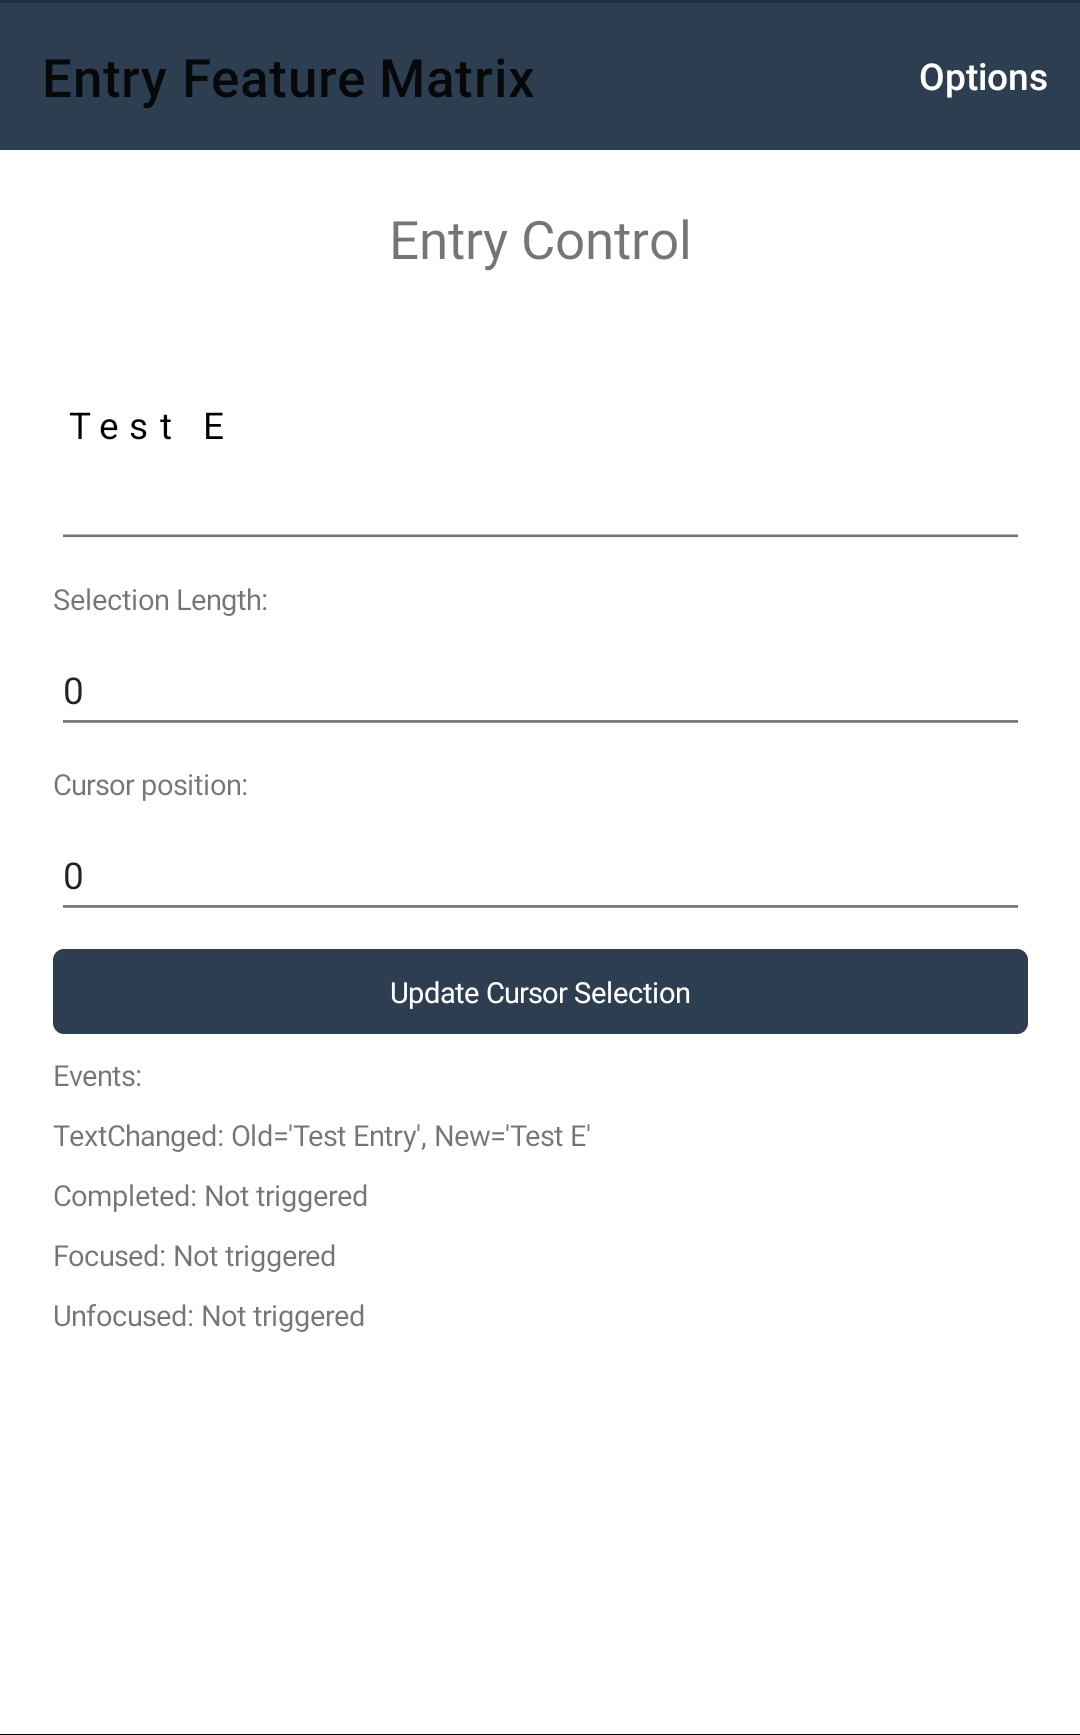 Entry Feature Matrix
Options
Entry Control
Test E
Selection Length:
0
Cursor position:
0
Update Cursor Selection
Events:
TextChanged: Old='Test Entry', New='Test E'
Completed: Not triggered
Focused: Not triggered
Unfocused: Not triggered